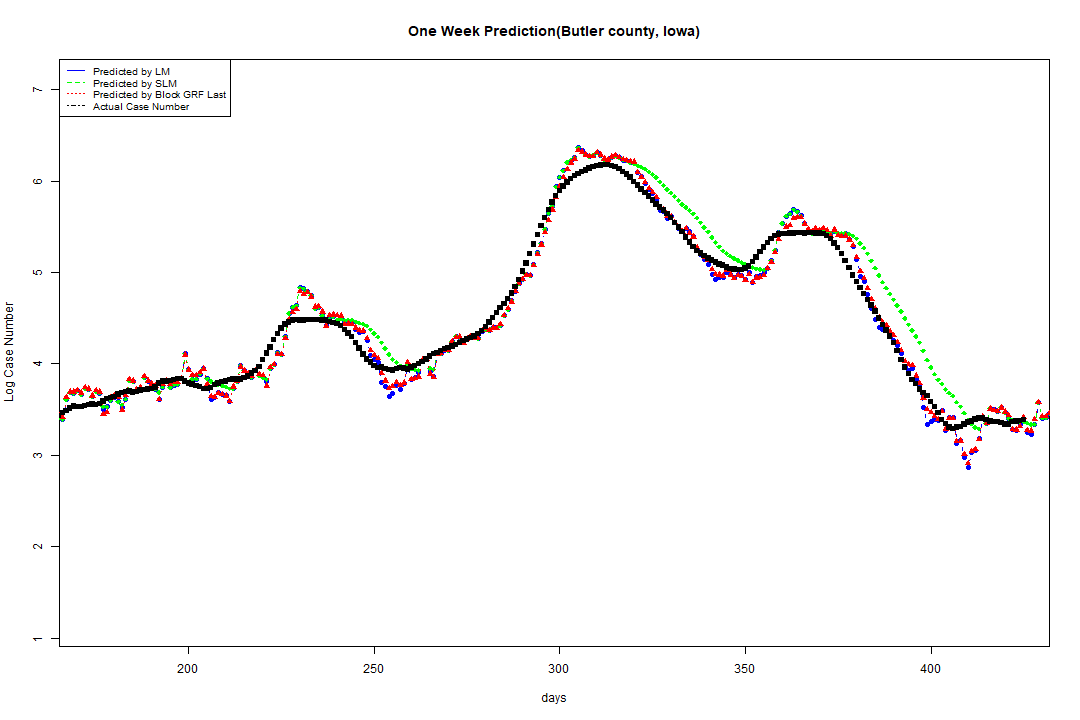 One Week Prediction(Butler county, Iowa)
Predicted by LM
Predicted by SLM
Predicted by Block GRF Last
Actual Case Number
7
6
5
4
3
2
1
Log Case Number
200 250 300 350 400
days